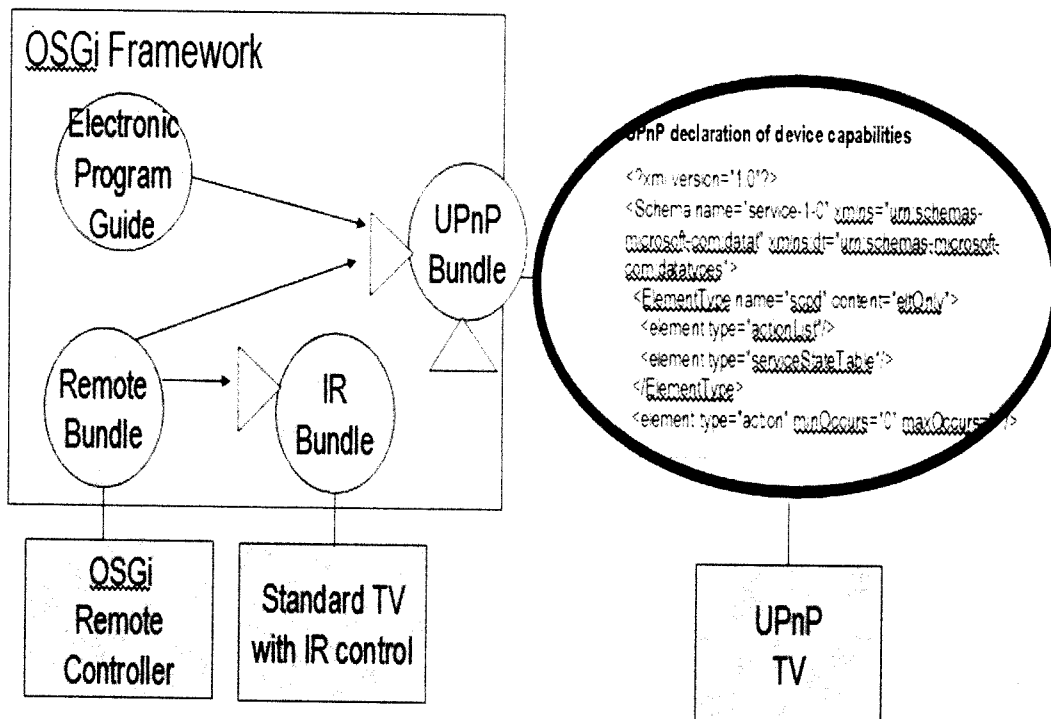 OSGi Framework
Electronic
Program
Guide
UPnP
Bundle
Remote
Bundle
IR
Bundle
OSGi
Remote
Controller
Standard TV
with IR control
UPnP declaration of device capabilities
<?xml version="1.0"?>
<Schema name="service-1-0" xmlns="urn:schemas-
microsoft-com:data" xmlns:dt="urn:schemas-microsoft-
com:datatypes">
<ElementType name="scpd" content="eltOnly">
<element type="actionList"/>
<element type="serviceStateTable"/>
</ElementType>
<element type="action" minOccurs="0" maxOccurs=" />
UPnP
TV